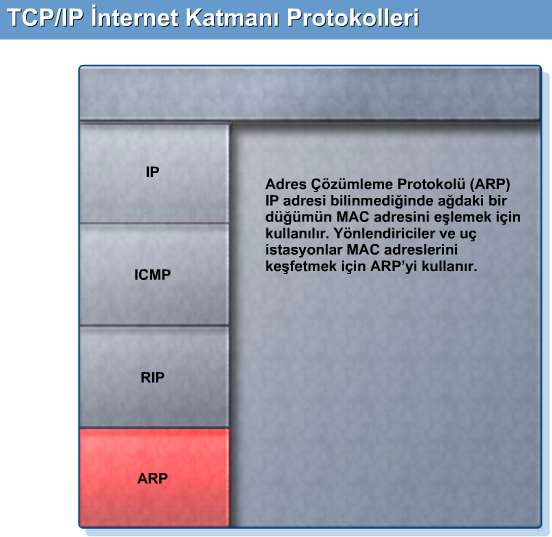 TCP/IP İnternet Katmanı Protokolleri
IP
ICMP
RIP
ARP
Adres Çözümleme Protokolü (ARP)
IP adresi bilinmediğinde ağdaki bir
düğümün MAC adresini eşlemek için
kullanılır. Yönlendiriciler ve uç
istasyonlar MAC adreslerini
keşfetmek için ARP’yi kullanır.